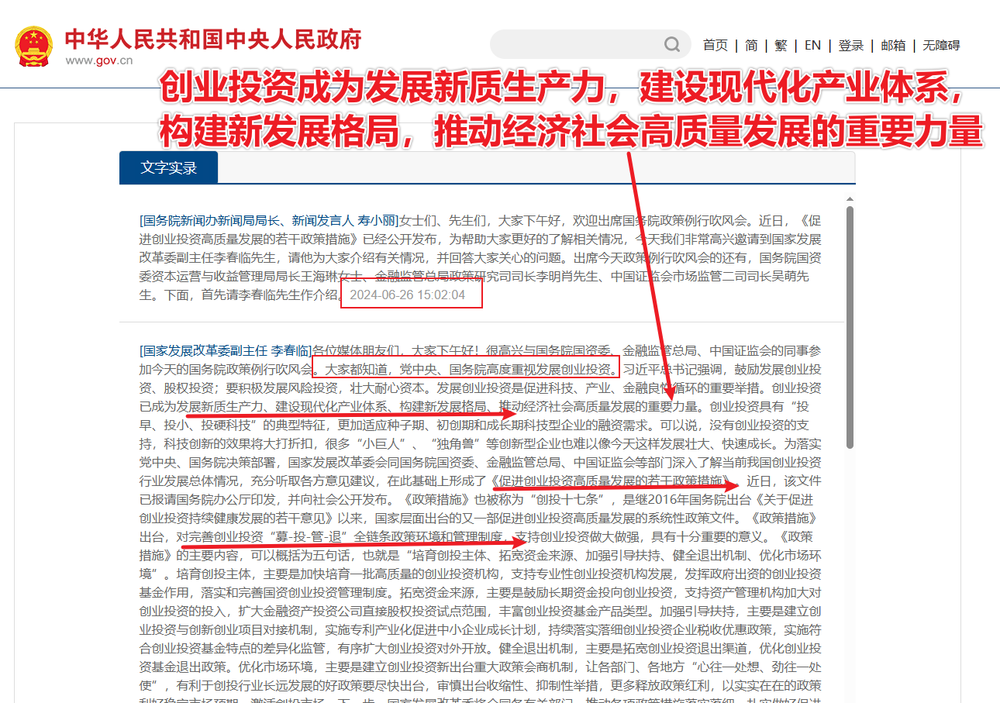 中华人民共和国中央人民政府
www.gov.cn
首页 | 简 | 繁 | EN | 登录 | 邮箱 | 无障碍
创业投资成为发展新质生产力，建设现代化产业体系，
构建新发展格局，推动经济社会高质量发展的重要力量
文字实录
[国务院新闻办新闻局局长、新闻发言人 寿小丽]女士们、先生们，大家下午好，欢迎出席国务院政策例行吹风会。近日，《促
进创业投资高质量发展的若干政策措施》已经公开发布，为帮助大家更好的了解相关情况，今天我们非常高兴邀请到国家发展
改革委副主任李春临先生，请他为大家介绍有关情况，并回答大家关心的问题。出席今天政策例行吹风会的还有，国务院国资
委资本运营与收益管理局局长王海琳女士、金融监管总局政策研究司司长李明肖先生、中国证监会市场监管二司司长吴萌先
生。下面，首先请李春临先生作介绍。 2024-06-26 15:02:04
[国家发展改革委副主任 李春临]各位媒体朋友们，大家下午好！很高兴与国务院国资委、金融监管总局、中国证监会的同事参
加今天的国务院政策例行吹风会。大家都知道，党中央、国务院高度重视发展创业投资。习近平总书记强调，鼓励发展创业投
资、股权投资；要积极发展风险投资，壮大耐心资本。发展创业投资是促进科技、产业、金融良性循环的重要举措。创业投资
已成为发展新质生产力、建设现代化产业体系、构建新发展格局、推动经济社会高质量发展的重要力量。创业投资具有“投
早、投小、投硬科技”的典型特征，更加适应种子期、初创期和成长期科技型企业的融资需求。可以说，没有创业投资的支
持，科技创新的效果将大打折扣，很多“小巨人”、“独角兽”等创新型企业也难以像今天这样发展壮大、快速成长。为落实
党中央、国务院决策部署，国家发展改革委会同国务院国资委、金融监管总局、中国证监会等部门深入了解当前我国创业投资
行业发展总体情况，充分听取各方意见建议，在此基础上形成了《促进创业投资高质量发展的若干政策措施》。近日，该文件
已报请国务院办公厅印发，并向社会公开发布。《政策措施》也被称为“创投十七条”，是继2016年国务院出台《关于促进
创业投资持续健康发展的若干意见》以来，国家层面出台的又一部促进创业投资高质量发展的系统性政策文件。《政策措施》
出台，对完善创业投资“募-投-管-退”全链条政策环境和管理制度，支持创业投资做大做强，具有十分重要的意义。《政策
措施》的主要内容，可以概括为五句话，也就是“培育创投主体、拓宽资金来源、加强引导扶持、健全退出机制、优化市场环
境”。培育创投主体，主要是加快培育一批高质量的创业投资机构，支持专业性创业投资机构发展，发挥政府出资的创业投资
基金作用，落实和完善国资创业投资管理制度。拓宽资金来源，主要是鼓励长期资金投向创业投资，支持资产管理机构加大对
创业投资的投入，扩大金融资产投资公司直接股权投资试点范围，丰富创业投资基金产品类型。加强引导扶持，主要是建立创
业投资与创新创业项目对接机制，实施专利产业化促进中小企业成长计划，持续落实落细创业投资企业税收优惠政策，实施符
合创业投资基金特点的差异化监管，有序扩大创业投资对外开放。健全退出机制，主要是拓宽创业投资退出渠道，优化创业投
资基金退出政策。优化市场环境，主要是建立创业投资新出台重大政策会商机制，让各部门、各地方“心往一处想、劲往一处
使”，有利于创投行业长远发展的好政策要尽快出台，审慎出台收缩性、抑制性举措，更多释放政策红利，以实实在在的政策